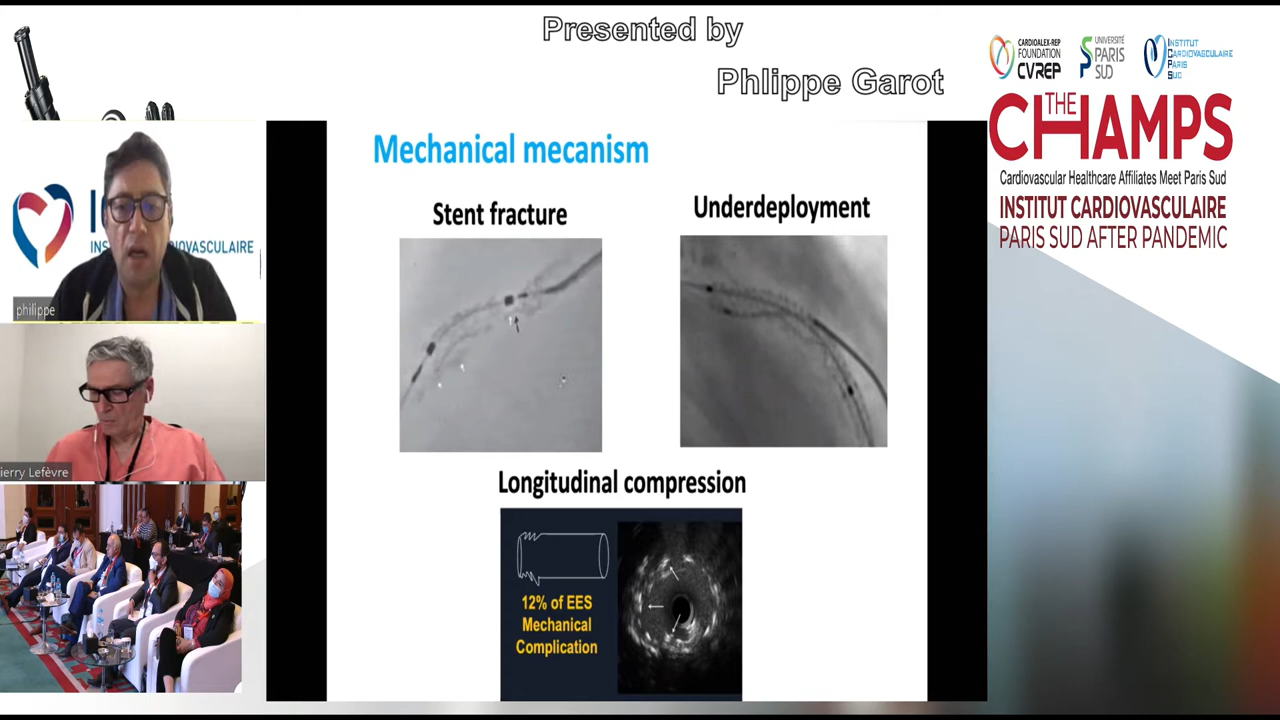 Presented by
Phlippe Garot
CARDIOALEX-REP
FOUNDATION
CVREP
UNIVERSITÉ
PARIS
SUD
INSTITUT
CARDIOVASCULAIRE
PARIS
SUD
THE
CHAMPS
Cardiovascular Healthcare Affiliates Meet Paris Sud
INSTITUT CARDIOVASCULAIRE
PARIS SUD AFTER PANDEMIC
Mechanical mecanism
Stent fracture
Underdeployment
Longitudinal compression
12% of EES
Mechanical
Complication
philippe
ierry Lefèvre